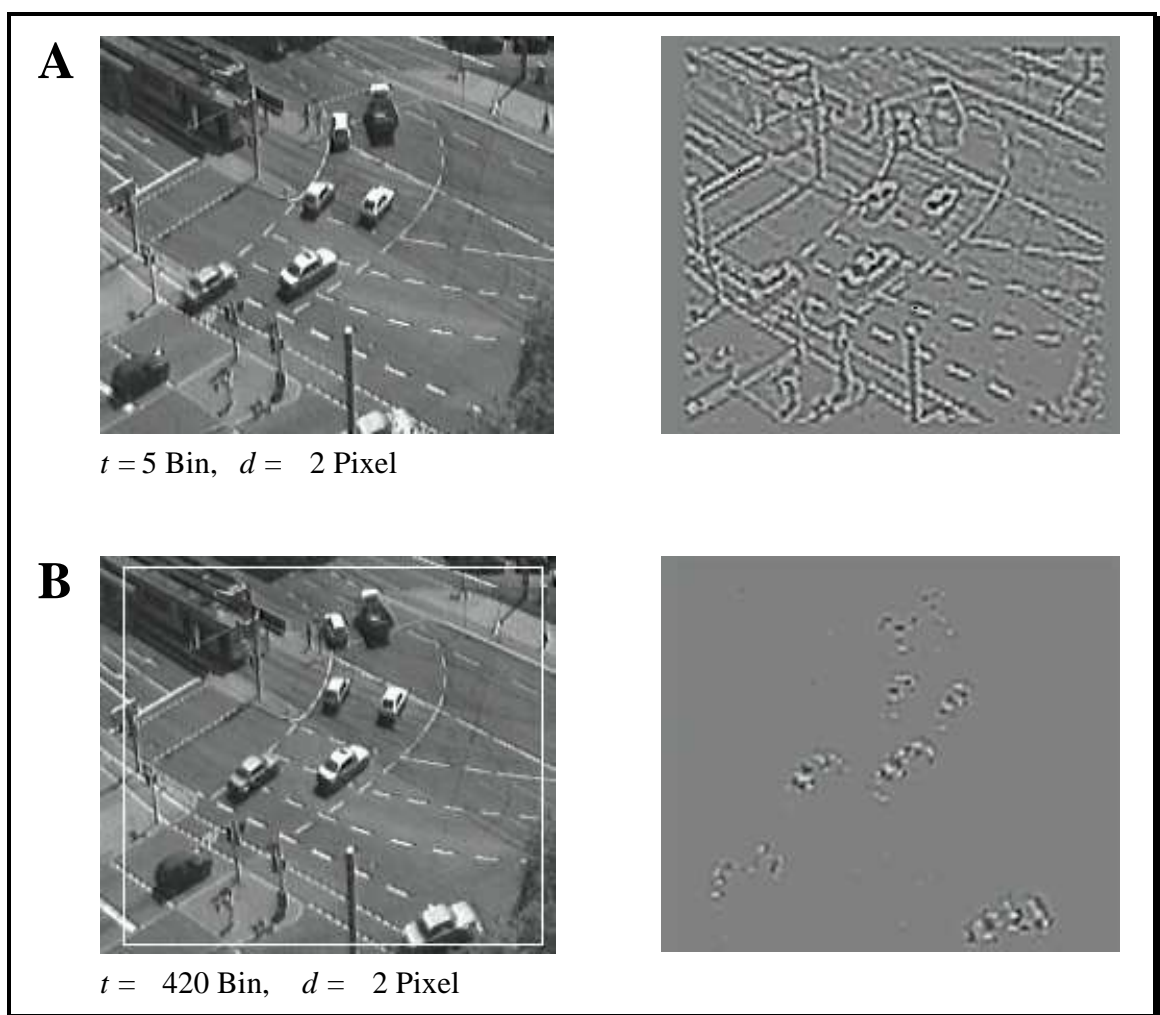 A
t = 5 Bin, d = 2 Pixel
B
t = 420 Bin, d = 2 Pixel